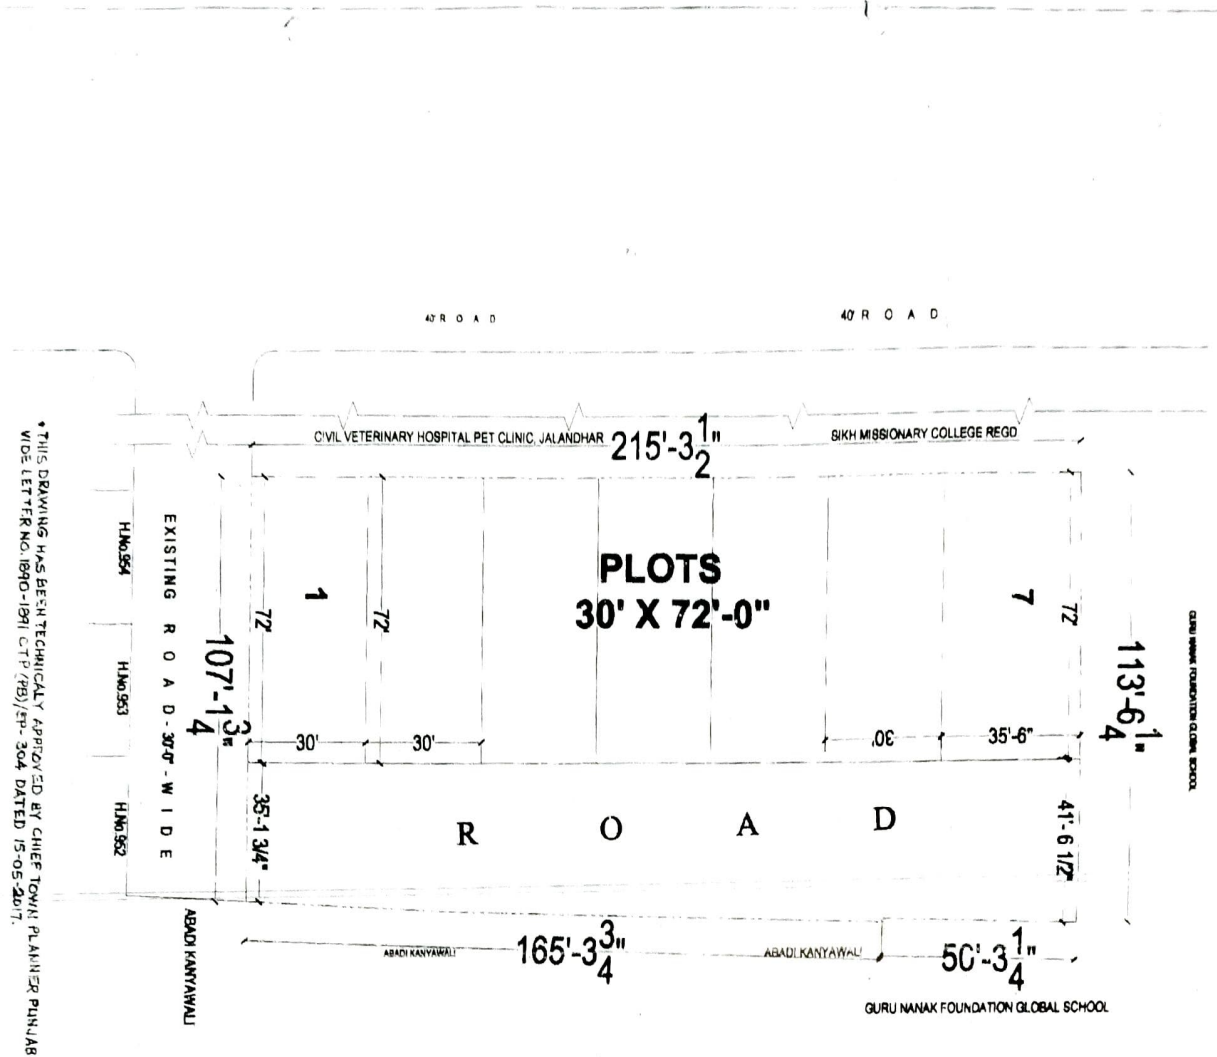 40' R O A D
40' R O A D
CIVIL VETERINARY HOSPITAL PET CLINIC, JALANDHAR
215'-3 1/2"
SIKH MISSIONARY COLLEGE REGD
*THIS DRAWING HAS BEEN TECHNICALY APPROVED BY CHIEF TOWN PLANNER PUNJAB
VIDE LETTER NO. 1890-1891 CTP (PB)/SP- 304 DATED 15-05-2017.
H.No.954
H.No.953
H.No.952
EXISTING R O A D - 30'-0" - W I D E
107'-1 3/4"
72'
1
72'
PLOTS
30' X 72'-0"
7
72'
113'-6 1/4"
GURU NANAK FOUNDATION GLOBAL SCHOOL
30'
30'
30'
35'-6"
35'-1 3/4"
R O A D
41'- 6 1/2"
ABADI KANYAWALI
ABADI KANYAWALI
165'-3 3/4"
ABADI KANYAWALI
50'-3 1/4"
GURU NANAK FOUNDATION GLOBAL SCHOOL